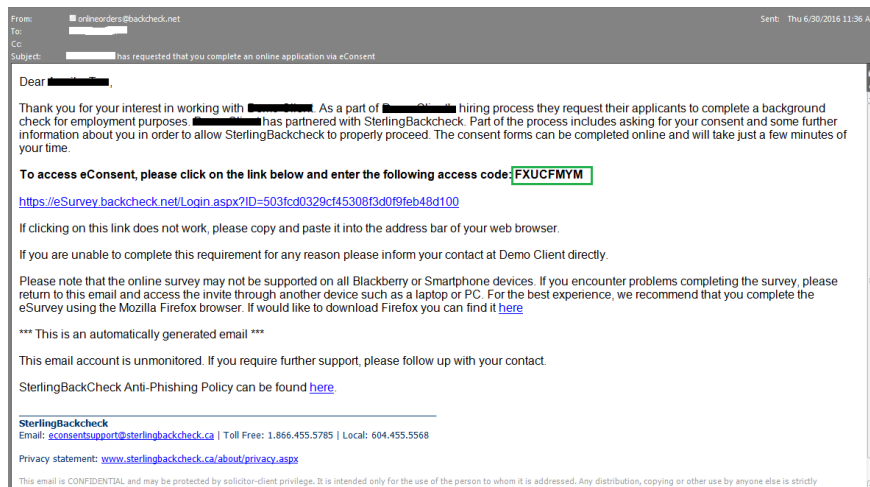 From: onlineorders@backcheck.net Sent: Thu 6/30/2016 11:36 A
To:
Cc:
Subject: has requested that you complete an online application via eConsent
Dear ,
Thank you for your interest in working with . As a part of hiring process they request their applicants to complete a background
check for employment purposes. has partnered with SterlingBackcheck. Part of the process includes asking for your consent and some further
information about you in order to allow SterlingBackcheck to properly proceed. The consent forms can be completed online and will take just a few minutes of
your time.
To access eConsent, please click on the link below and enter the following access code: FXUCFMYM
https://eSurvey.backcheck.net/Login.aspx?ID=503fcd0329cf45308f3d0f9feb48d100
If clicking on this link does not work, please copy and paste it into the address bar of your web browser.
If you are unable to complete this requirement for any reason please inform your contact at Demo Client directly.
Please note that the online survey may not be supported on all Blackberry or Smartphone devices. If you encounter problems completing the survey, please
return to this email and access the invite through another device such as a laptop or PC. For the best experience, we recommend that you complete the
eSurvey using the Mozilla Firefox browser. If would like to download Firefox you can find it here
*** This is an automatically generated email ***
This email account is unmonitored. If you require further support, please follow up with your contact.
SterlingBackCheck Anti-Phishing Policy can be found here.
SterlingBackcheck
Email: econsentsupport@sterlingbackcheck.ca | Toll Free: 1.866.455.5785 | Local: 604.455.5568
Privacy statement: www.sterlingbackcheck.ca/about/privacy.aspx
This email is CONFIDENTIAL and may be protected by solicitor-client privilege. It is intended only for the use of the person to whom it is addressed. Any distribution, copying or other use by anyone else is strictly